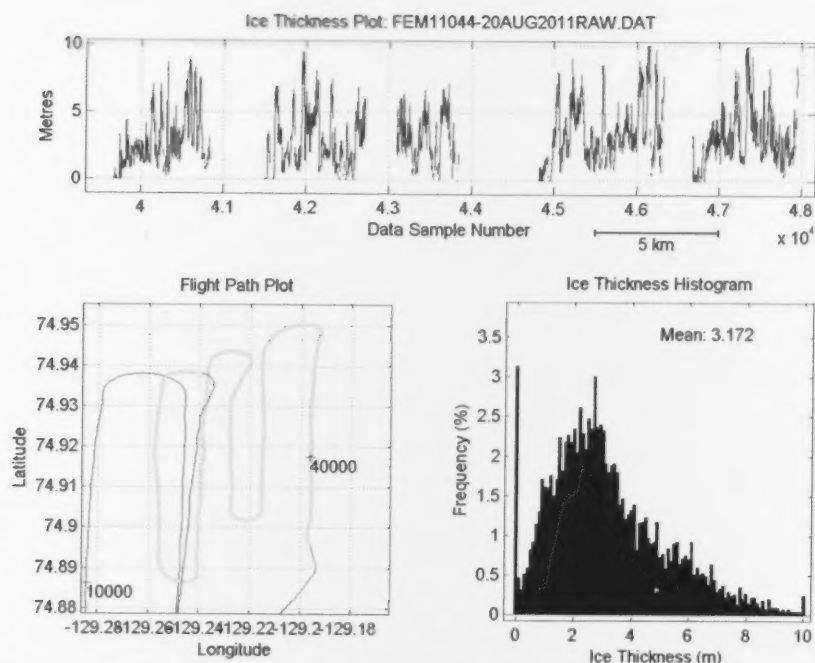 Ice Thickness Plot: FEM11044-20AUG2011RAW.DAT
Metres
10
5
0
4 4.1 4.2 4.3 4.4 4.5 4.6 4.7 4.8
Data Sample Number
5 km
x 10^4
Flight Path Plot
Latitude
74.95
74.94
74.93
74.92
74.91
74.9
74.89
74.88
40000
10000
-129.28-129.26-129.24-129.22-129.2-129.18
Longitude
Ice Thickness Histogram
Mean: 3.172
Frequency (%)
3.5
3
2.5
2
1.5
1
0.5
0
0 2 4 6 8 10
Ice Thickness (m)